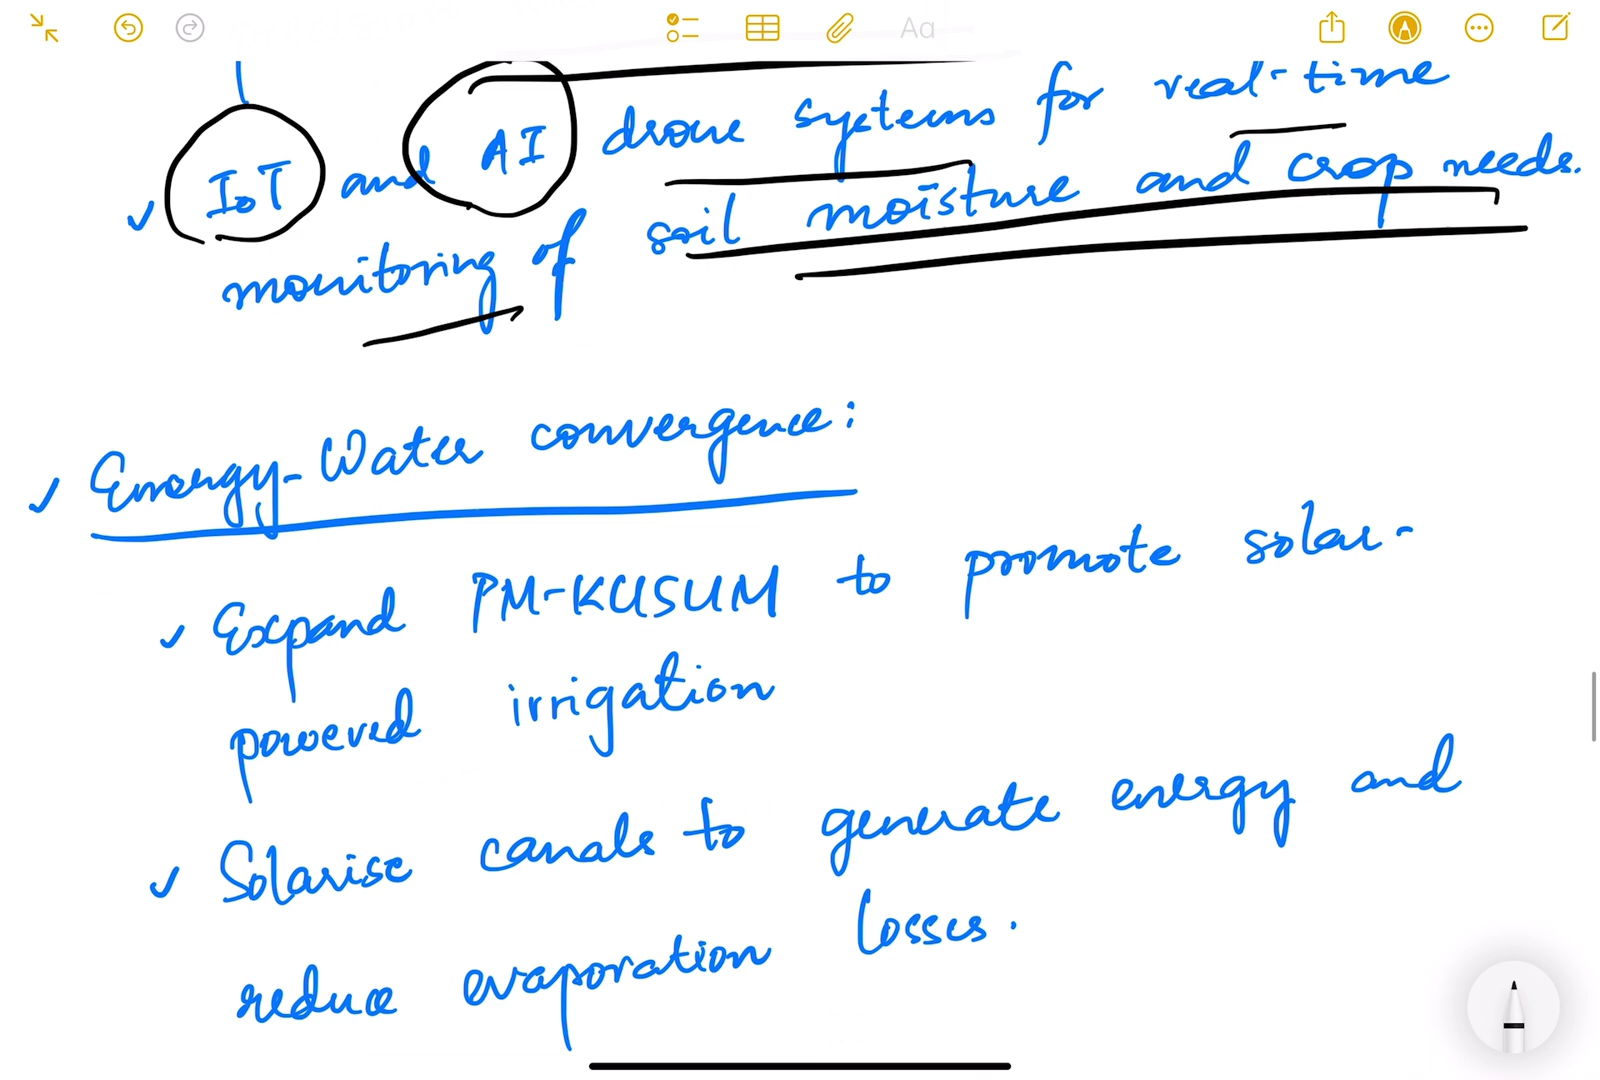 Aa
IoT and AI drone systems for real-time
monitoring of soil moisture and crop needs.
Energy-Water convergence:
Expand PM-KUSUM to promote solar-
powered irrigation
Solarise canals to generate energy and
reduce evaporation losses.